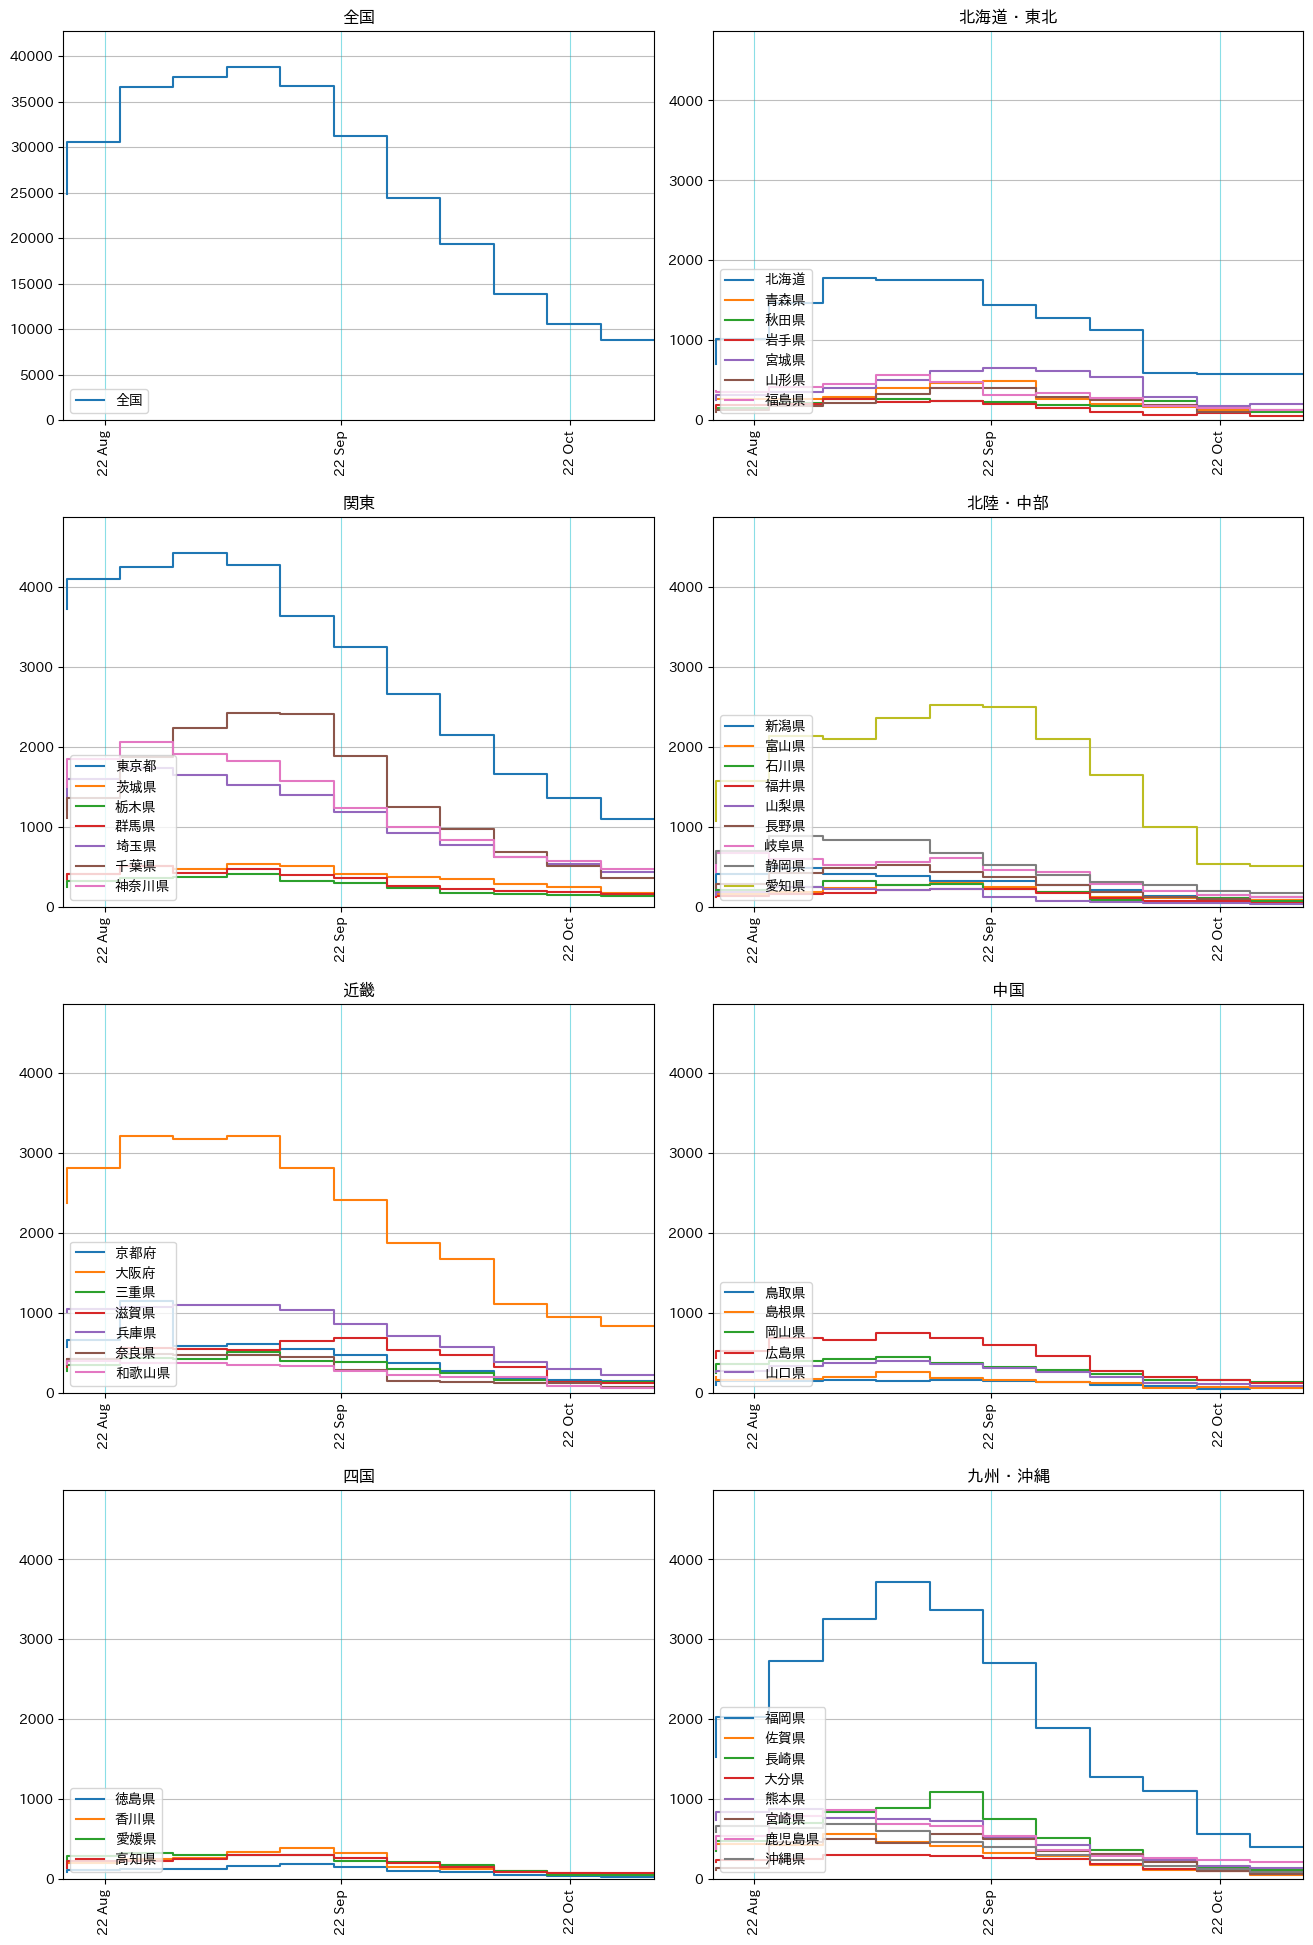 全国
40000
35000
30000
25000
20000
15000
10000
5000
0
全国
22 Aug
22 Sep
22 Oct
北海道・東北
4000
3000
2000
1000
0
北海道
青森県
秋田県
岩手県
宮城県
山形県
福島県
22 Aug
22 Sep
22 Oct
関東
4000
3000
2000
1000
0
東京都
茨城県
栃木県
群馬県
埼玉県
千葉県
神奈川県
22 Aug
22 Sep
22 Oct
北陸・中部
4000
3000
2000
1000
0
新潟県
富山県
石川県
福井県
山梨県
長野県
岐阜県
静岡県
愛知県
22 Aug
22 Sep
22 Oct
近畿
4000
3000
2000
1000
0
京都府
大阪府
三重県
滋賀県
兵庫県
奈良県
和歌山県
22 Aug
22 Sep
22 Oct
中国
4000
3000
2000
1000
0
鳥取県
島根県
岡山県
広島県
山口県
22 Aug
22 Sep
22 Oct
四国
4000
3000
2000
1000
0
徳島県
香川県
愛媛県
高知県
22 Aug
22 Sep
22 Oct
九州・沖縄
4000
3000
2000
1000
0
福岡県
佐賀県
長崎県
大分県
熊本県
宮崎県
鹿児島県
沖縄県
22 Aug
22 Sep
22 Oct